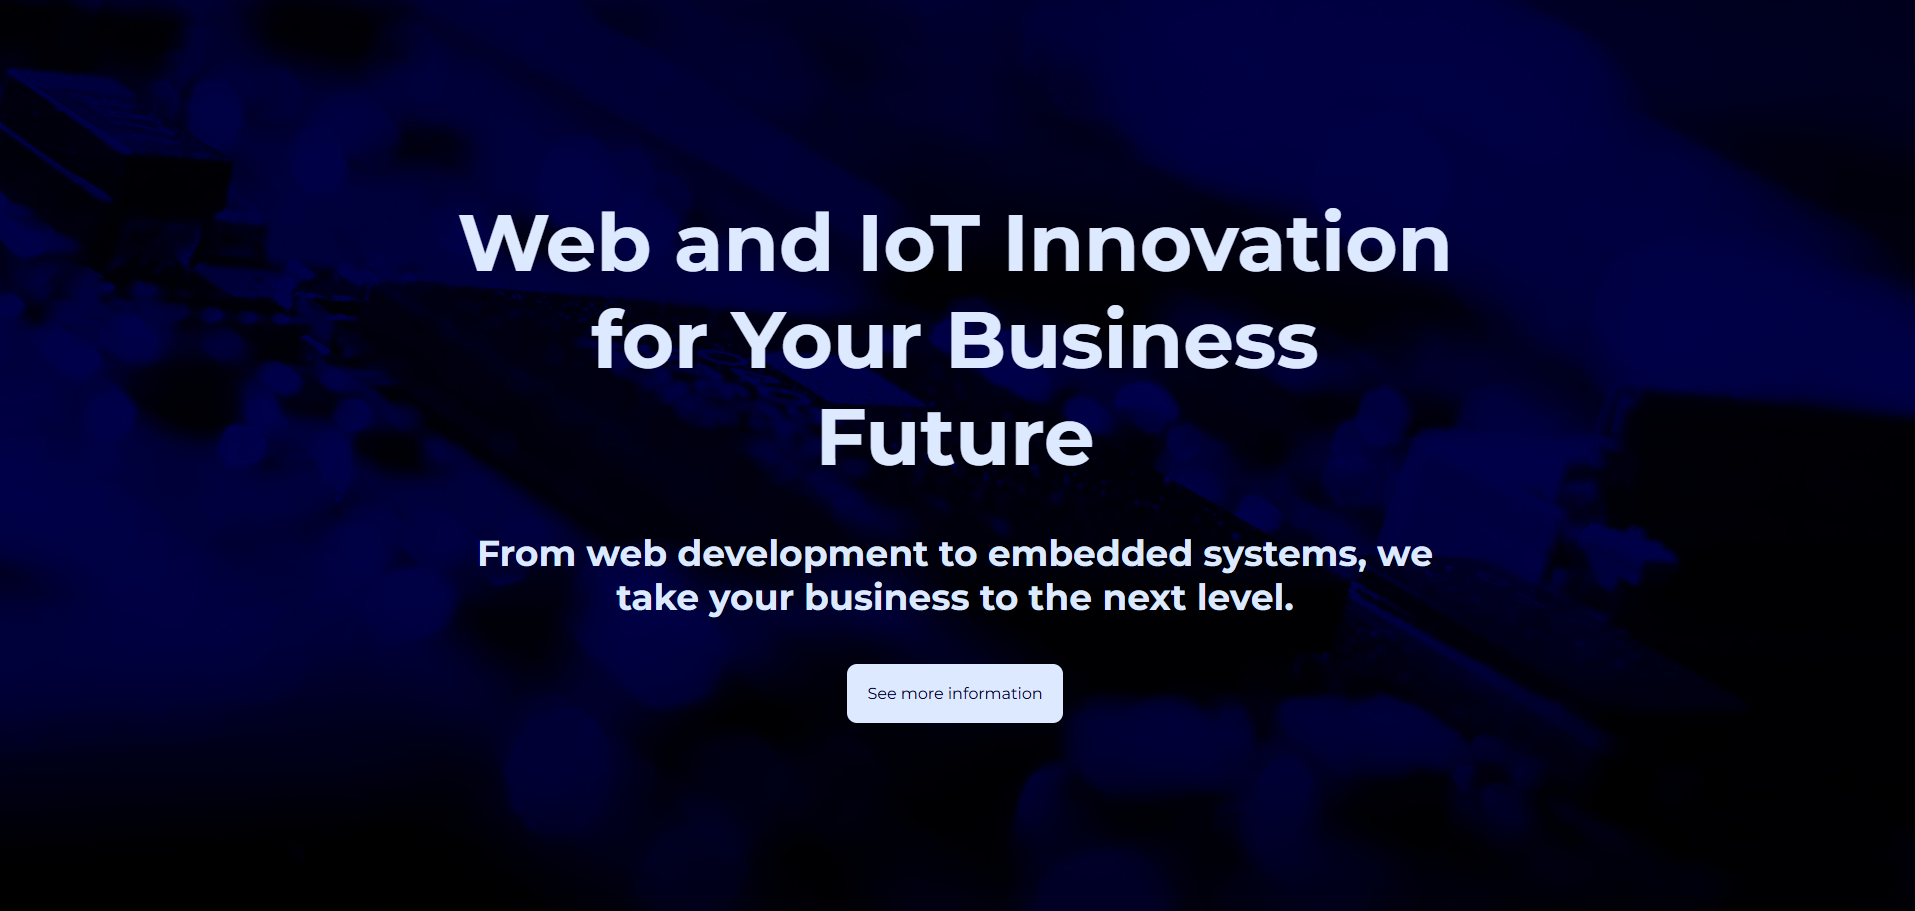 Web and IoT Innovation
for Your Business
Future
From web development to embedded systems, we
take your business to the next level.
See more information